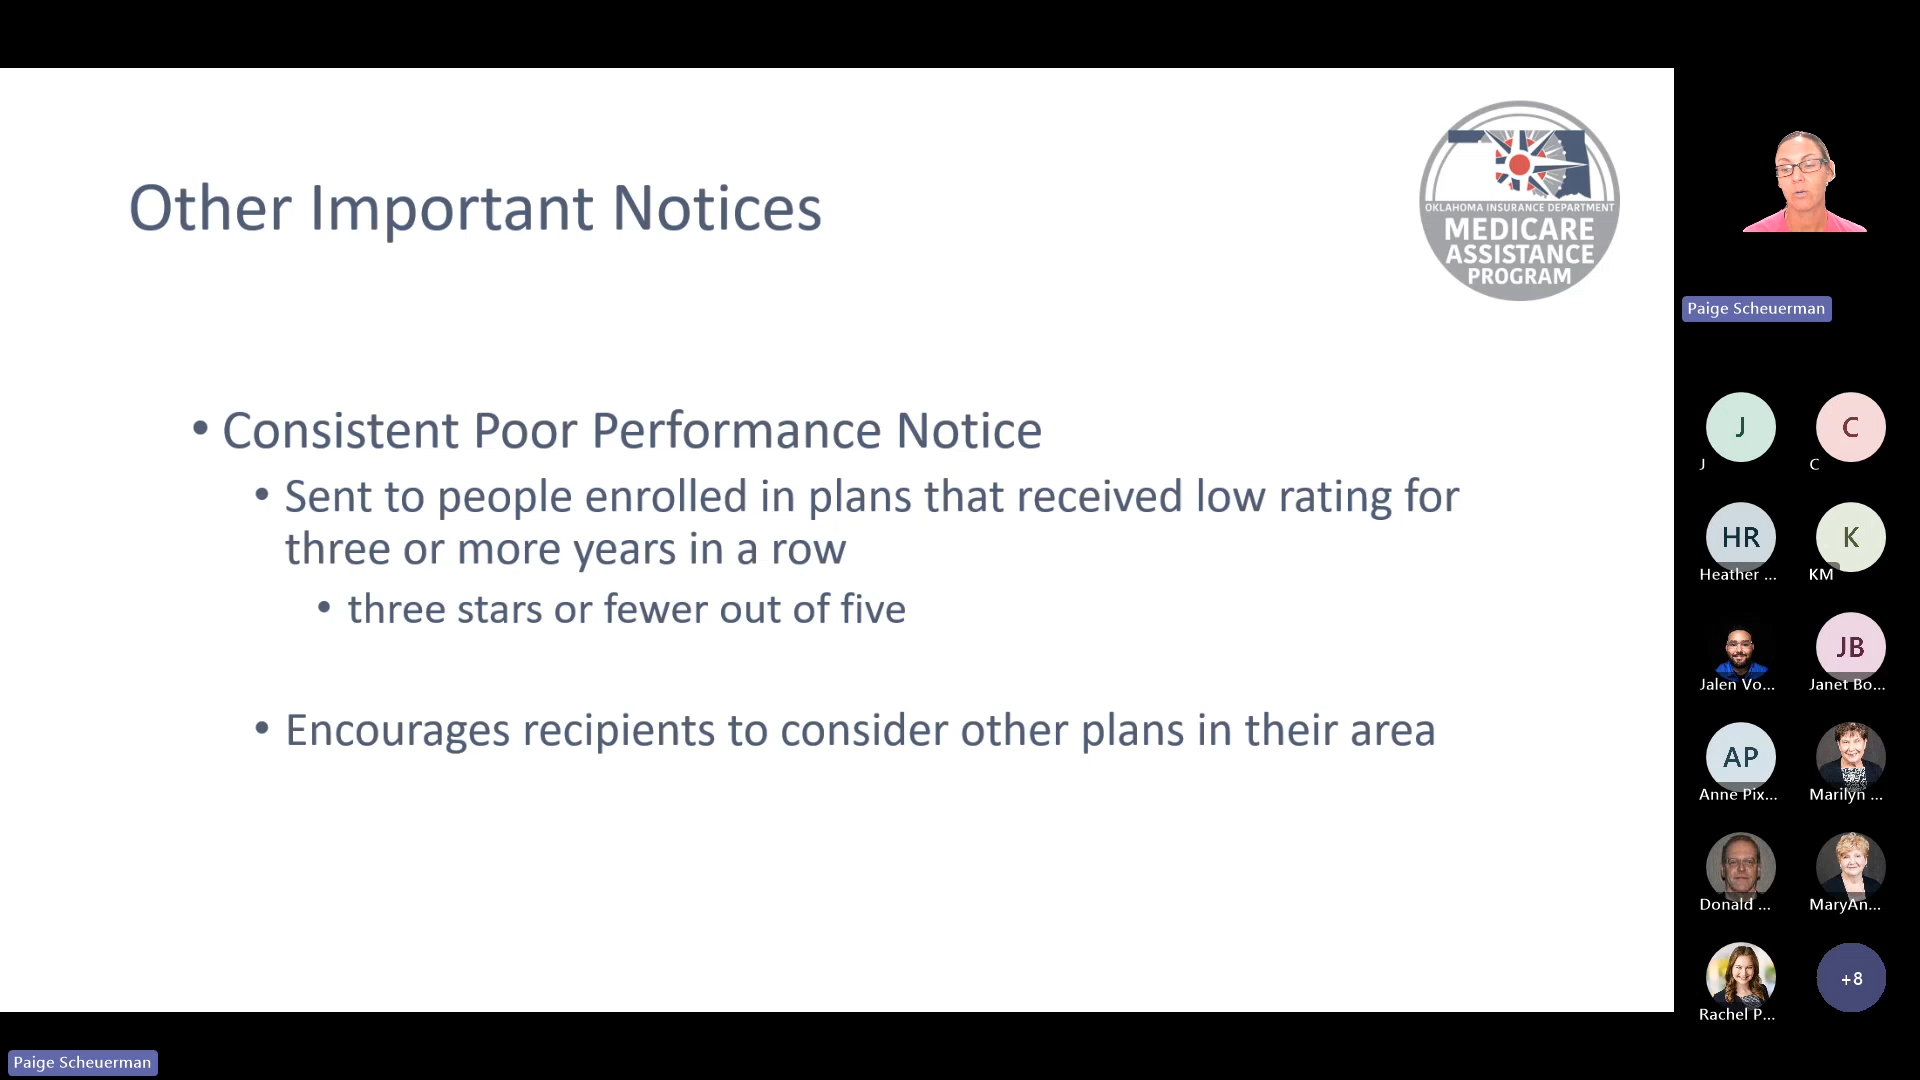 Other Important Notices
OKLAHOMA INSURANCE DEPARTMENT
MEDICARE
ASSISTANCE
PROGRAM
• Consistent Poor Performance Notice
• Sent to people enrolled in plans that received low rating for
three or more years in a row
• three stars or fewer out of five
• Encourages recipients to consider other plans in their area
Paige Scheuerman
J
C
J
C
HR
K
Heather ...
KM
JB
Jalen Vo...
Janet Bo...
AP
Anne Pix...
Marilyn ...
Donald ...
MaryAn...
+8
Rachel P...
Paige Scheuerman